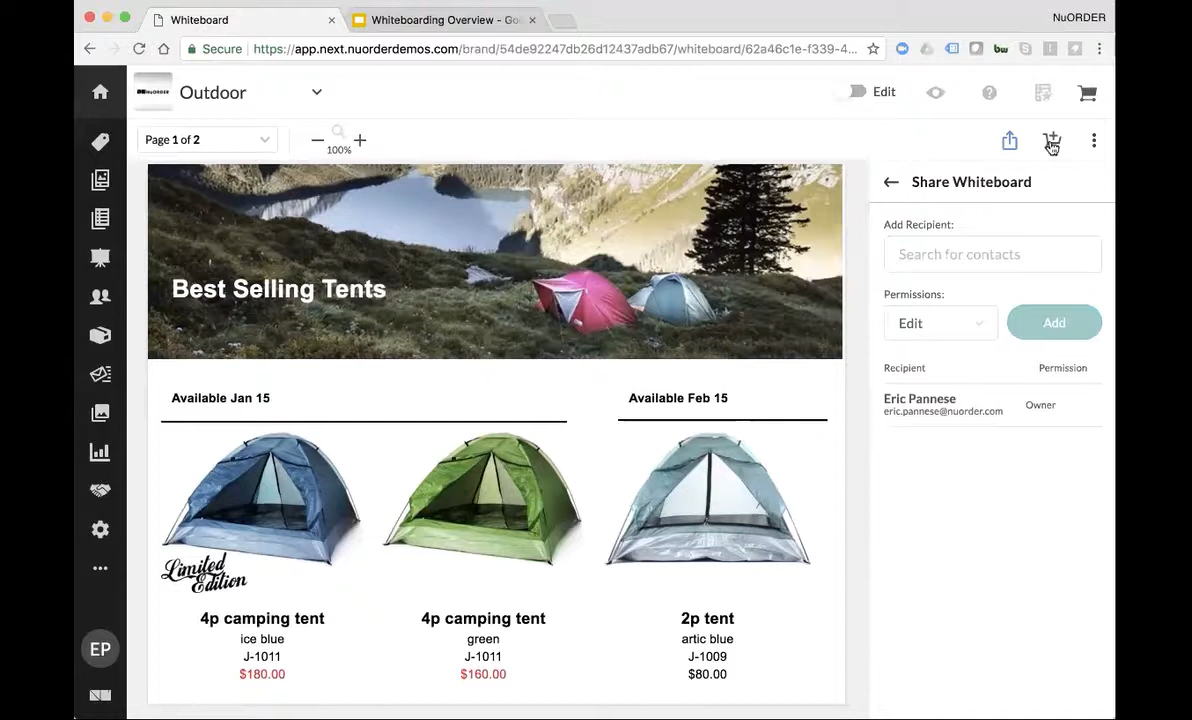 Whiteboard
Whiteboarding Overview - Go
NuORDER
Secure
https://app.next.nuorderdemos.com/brand/54de92247db26d12437adb67/whiteboard/62a46c1e-f339-4...
bw
NuORDER
Outdoor
Edit
Page 1 of 2
100%
Share Whiteboard
Add Recipient:
Search for contacts
Permissions:
Edit
Add
Recipient
Permission
Eric Pannese
eric.pannese@nuorder.com
Owner
Best Selling Tents
Available Jan 15
Available Feb 15
Limited
Edition
4p camping tent
ice blue
J-1011
$180.00
4p camping tent
green
J-1011
$160.00
2p tent
artic blue
J-1009
$80.00
EP